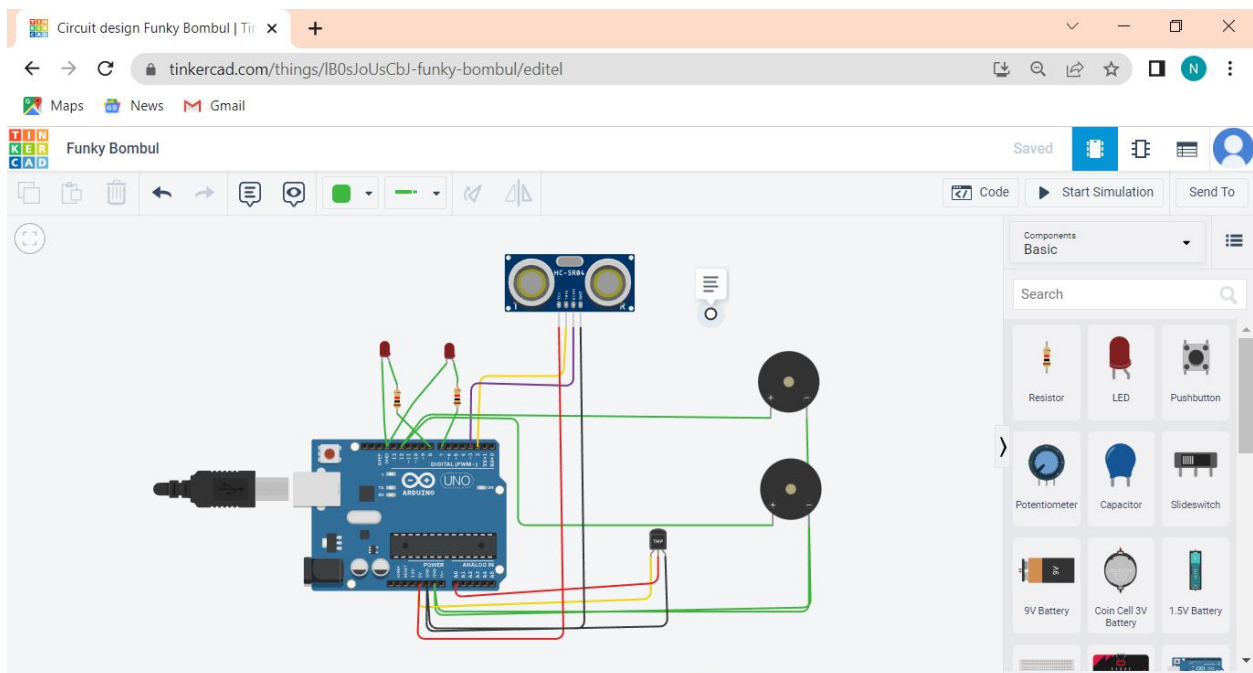 Circuit design Funky Bombul | Tin
tinkercad.com/things/lB0sJoUsCbJ-funky-bombul/editel
N
Maps
News
Gmail
TIN
KER
CAD
Funky Bombul
Saved
Code
Start Simulation
Send To
Components
Basic
Search
Resistor
LED
Pushbutton
Potentiometer
Capacitor
Slideswitch
9V
9V Battery
Coin Cell 3V
Battery
1.5V Battery
HC-SR04
T
R
DIGITAL (PWM~)
UNO
ARDUINO
POWER
ANALOG IN
TMP
+
-
+
-